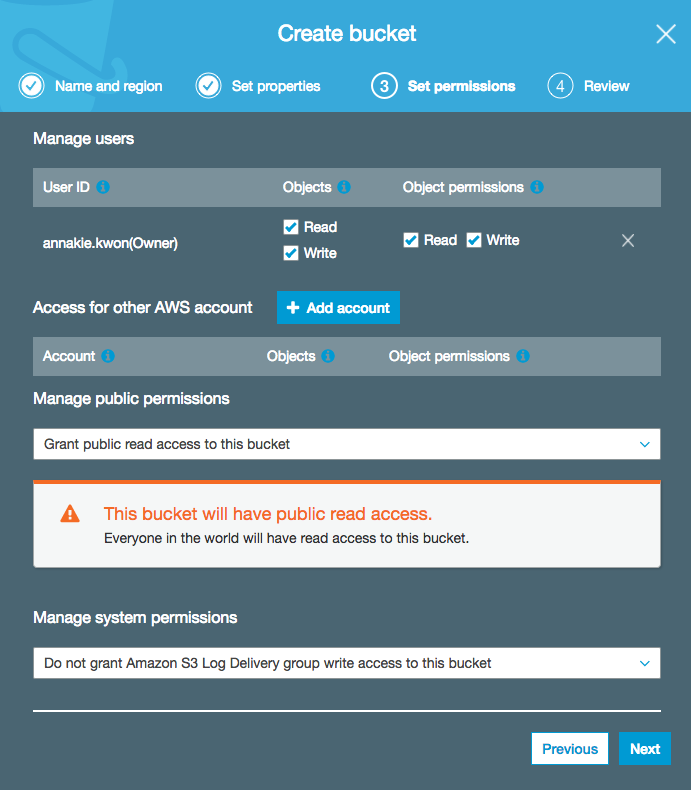 Create bucket
Name and region
Set properties
3 Set permissions
4 Review
Manage users
User ID Objects Object permissions
annakie.kwon(Owner)
Read
Write
Read Write
Access for other AWS account
+ Add account
Account Objects Object permissions
Manage public permissions
Grant public read access to this bucket
This bucket will have public read access.
Everyone in the world will have read access to this bucket.
Manage system permissions
Do not grant Amazon S3 Log Delivery group write access to this bucket
Previous Next